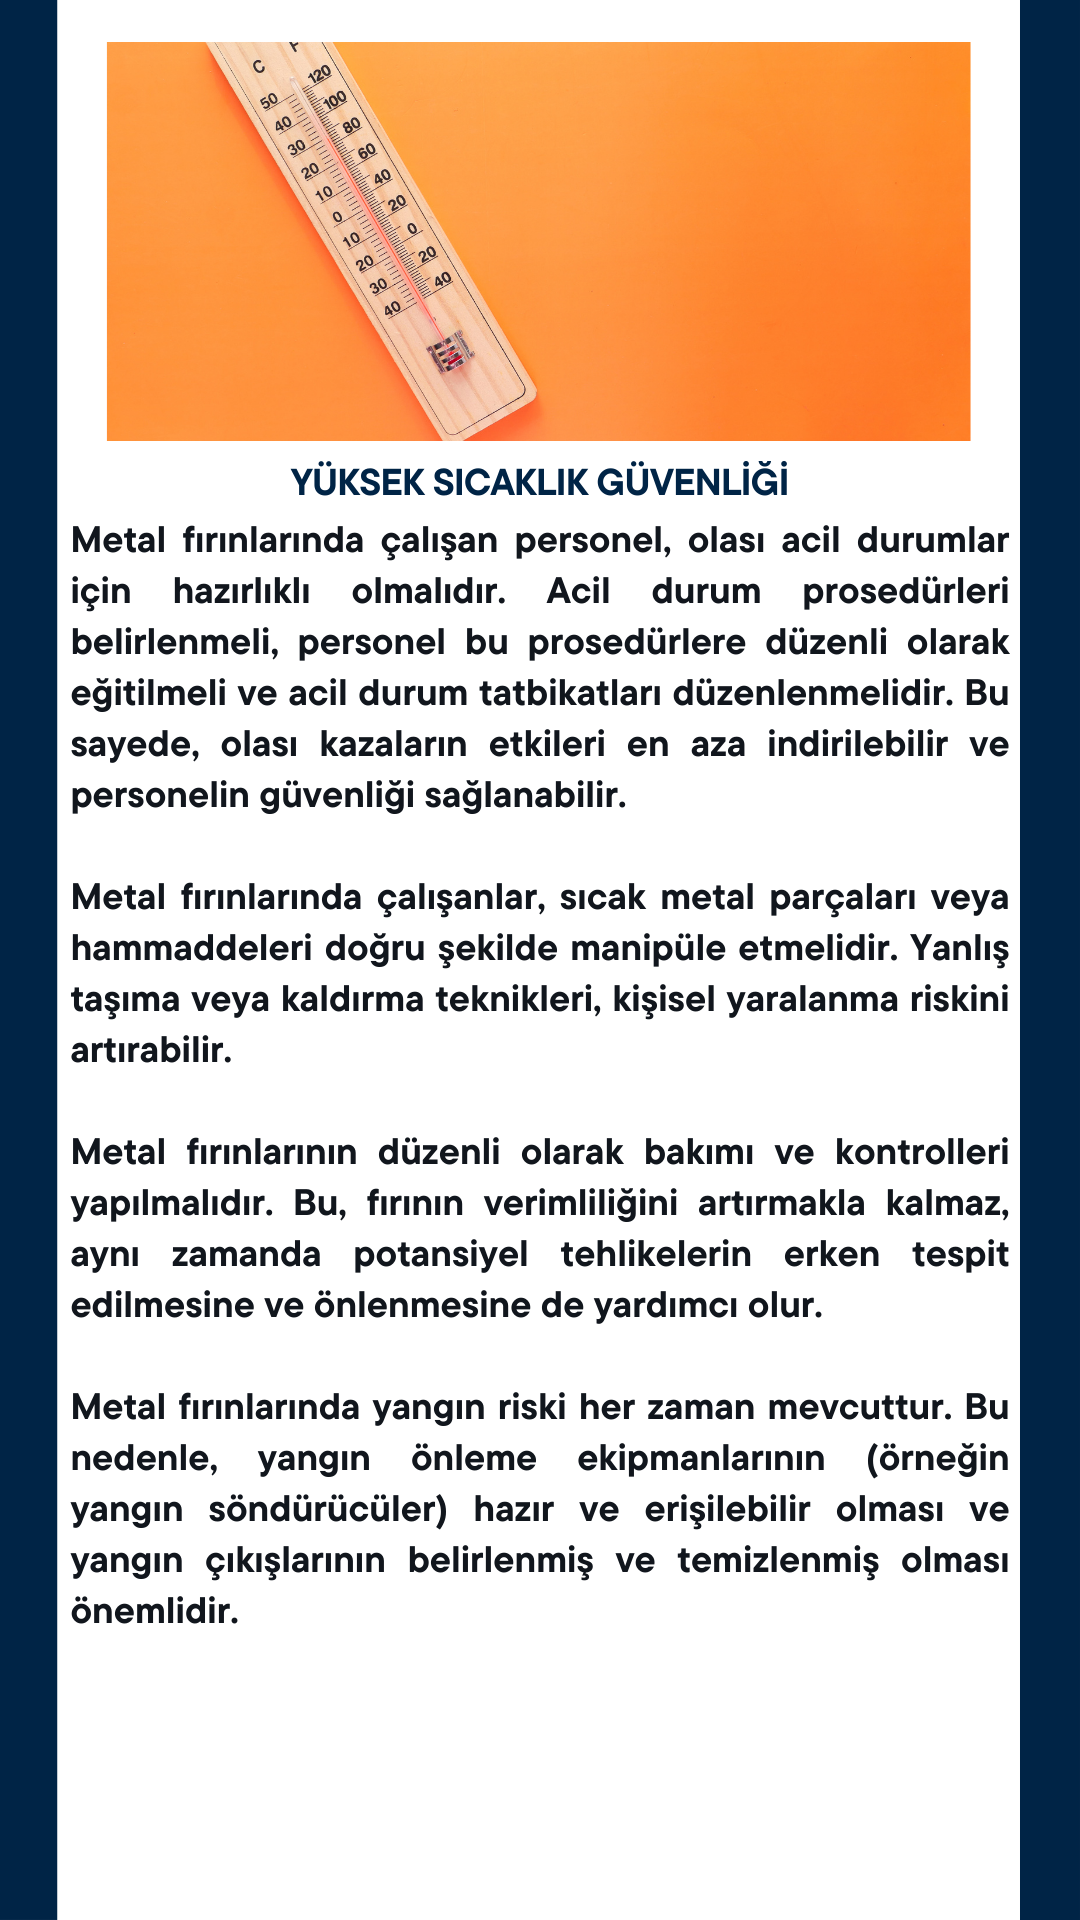 C F
50 120
40 100
30 80
20 60
10 40
0 20
10 0
20 20
30 40
40
YÜKSEK SICAKLIK GÜVENLİĞİ
Metal fırınlarında çalışan personel, olası acil durumlar
için hazırlıklı olmalıdır. Acil durum prosedürleri
belirlenmeli, personel bu prosedürlere düzenli olarak
eğitilmeli ve acil durum tatbikatları düzenlenmelidir. Bu
sayede, olası kazaların etkileri en aza indirilebilir ve
personelin güvenliği sağlanabilir.
Metal fırınlarında çalışanlar, sıcak metal parçaları veya
hammaddeleri doğru şekilde manipüle etmelidir. Yanlış
taşıma veya kaldırma teknikleri, kişisel yaralanma riskini
artırabilir.
Metal fırınlarının düzenli olarak bakımı ve kontrolleri
yapılmalıdır. Bu, fırının verimliliğini artırmakla kalmaz,
aynı zamanda potansiyel tehlikelerin erken tespit
edilmesine ve önlenmesine de yardımcı olur.
Metal fırınlarında yangın riski her zaman mevcuttur. Bu
nedenle, yangın önleme ekipmanlarının (örneğin
yangın söndürücüler) hazır ve erişilebilir olması ve
yangın çıkışlarının belirlenmiş ve temizlenmiş olması
önemlidir.